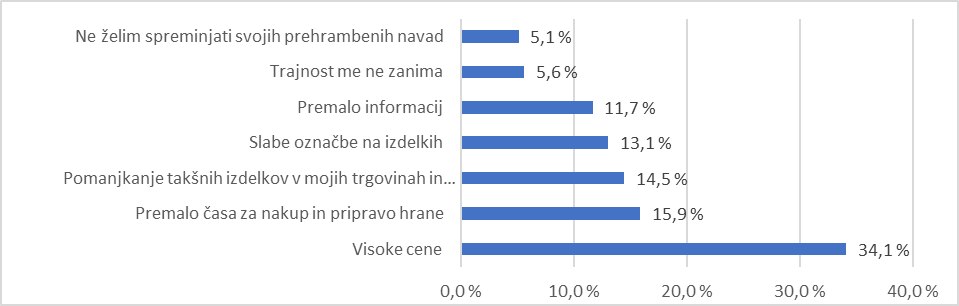 Ne želim spreminjati svojih prehrambenih navad 5,1 %
Trajnost me ne zanima 5,6 %
Premalo informacij 11,7 %
Slabe označbe na izdelkih 13,1 %
Pomanjkanje takšnih izdelkov v mojih trgovinah in... 14,5 %
Premalo časa za nakup in pripravo hrane 15,9 %
Visoke cene 34,1 %
0,0 % 10,0 % 20,0 % 30,0 % 40,0 %